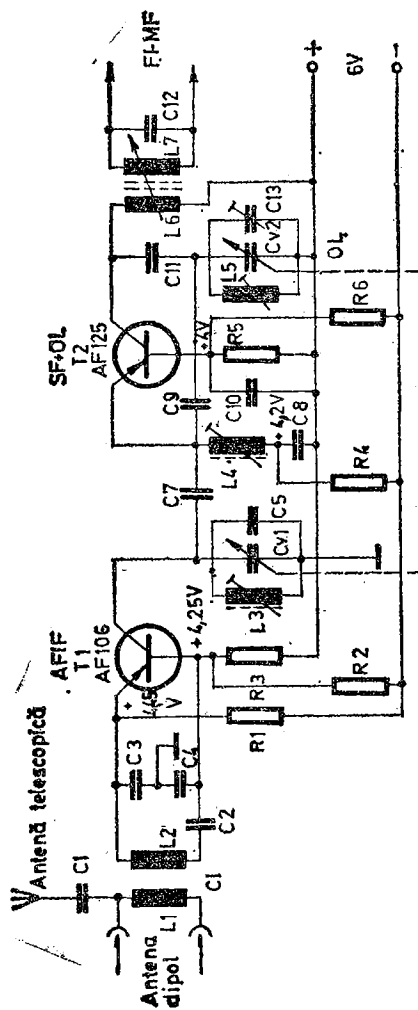 Antenă telescopică
C1
Antena
dipol
L1
C1
L2
C3
C4
C2
AFIF
T1
AF106
+
V
+4,25V
R1
R3
R2
L3
Cv1
C5
C7
L4
+4,2V
C8
R4
SF+OL
T2
AF125
C9
C10
+4V
R5
R6
C11
L5
Cv2
C13
OL
L6
L7
C12
FI-MF
+
6V
-